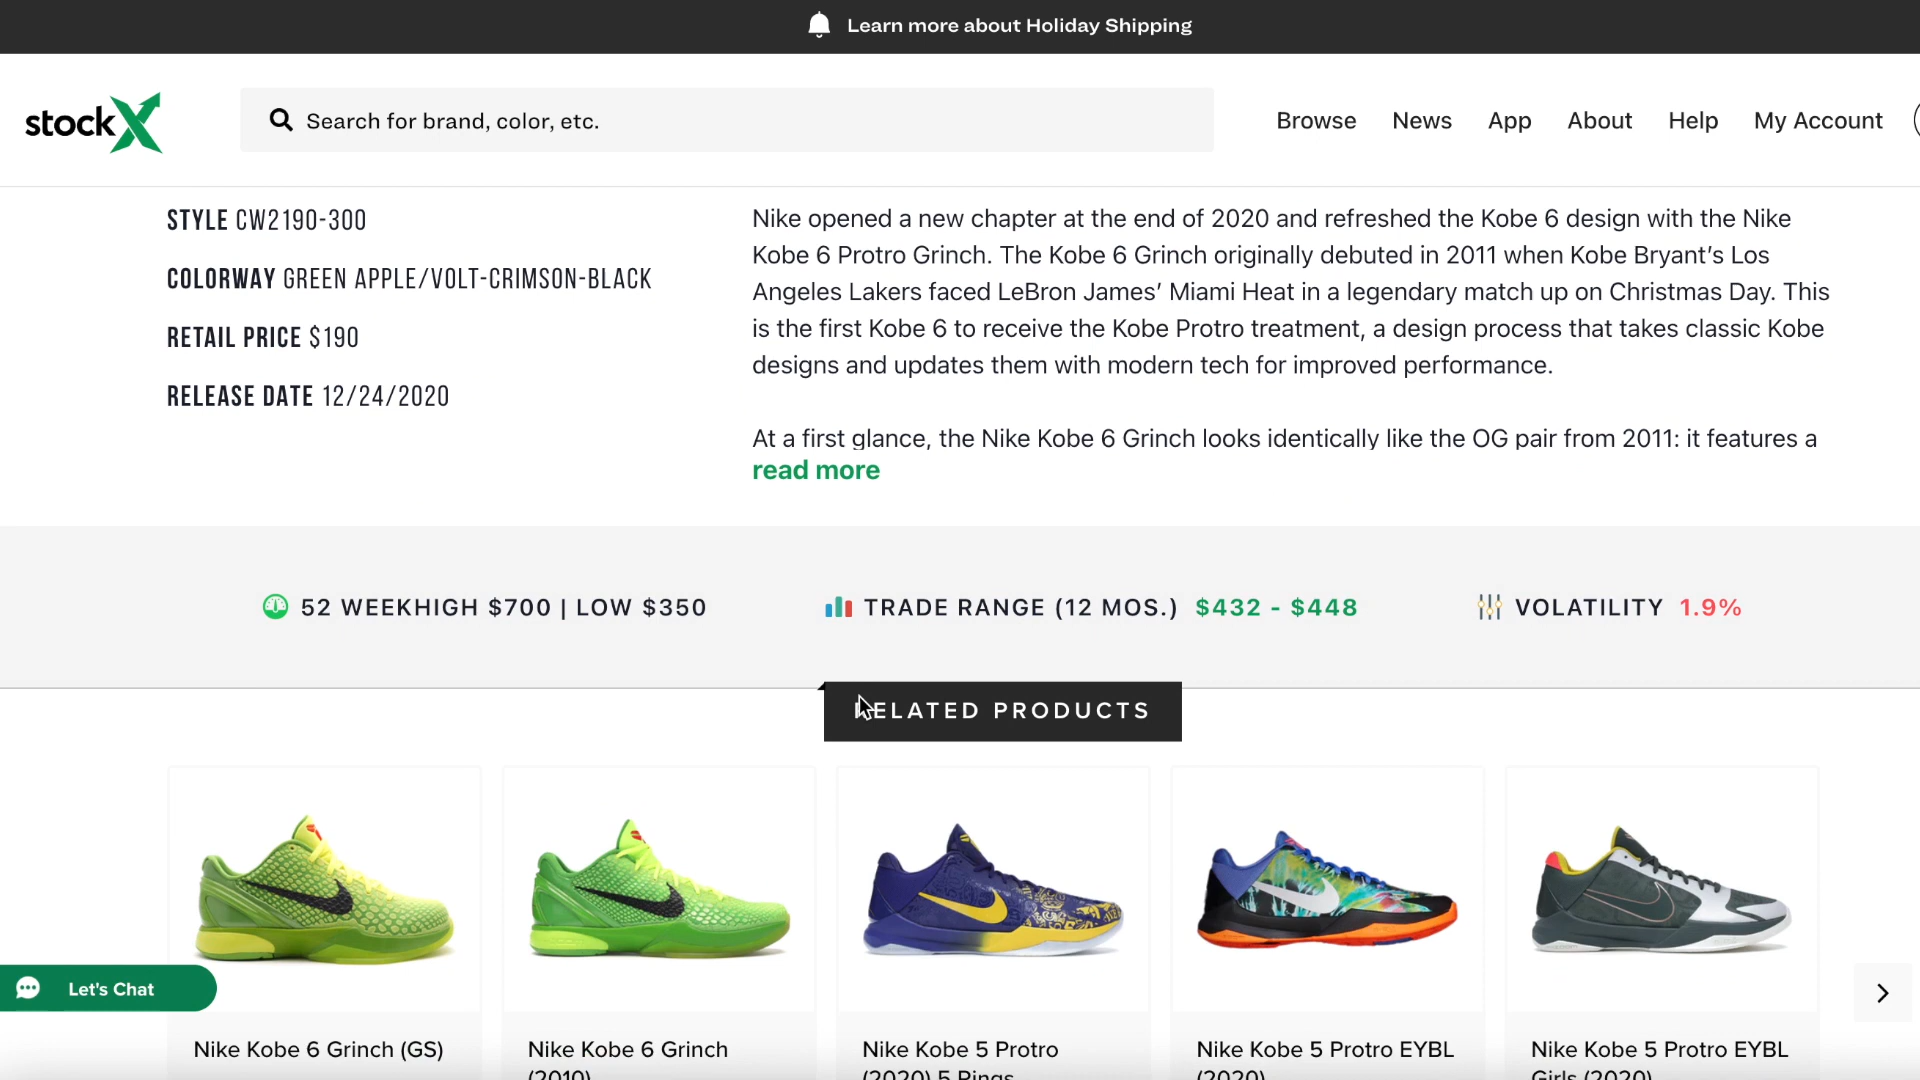 Learn more about Holiday Shipping
stockX
Search for brand, color, etc.
Browse News App About Help My Account
STYLE CW2190-300
COLORWAY GREEN APPLE/VOLT-CRIMSON-BLACK
RETAIL PRICE $190
RELEASE DATE 12/24/2020
Nike opened a new chapter at the end of 2020 and refreshed the Kobe 6 design with the Nike
Kobe 6 Protro Grinch. The Kobe 6 Grinch originally debuted in 2011 when Kobe Bryant’s Los
Angeles Lakers faced LeBron James’ Miami Heat in a legendary match up on Christmas Day. This
is the first Kobe 6 to receive the Kobe Protro treatment, a design process that takes classic Kobe
designs and updates them with modern tech for improved performance.
At a first glance, the Nike Kobe 6 Grinch looks identically like the OG pair from 2011: it features a
read more
52 WEEKHIGH $700 | LOW $350
TRADE RANGE (12 MOS.) $432 - $448
VOLATILITY 1.9%
RELATED PRODUCTS
Let's Chat
Nike Kobe 6 Grinch (GS)
Nike Kobe 6 Grinch
(2010)
Nike Kobe 5 Protro
(2020) 5 Rings
Nike Kobe 5 Protro EYBL
(2020)
Nike Kobe 5 Protro EYBL
Girls (2020)